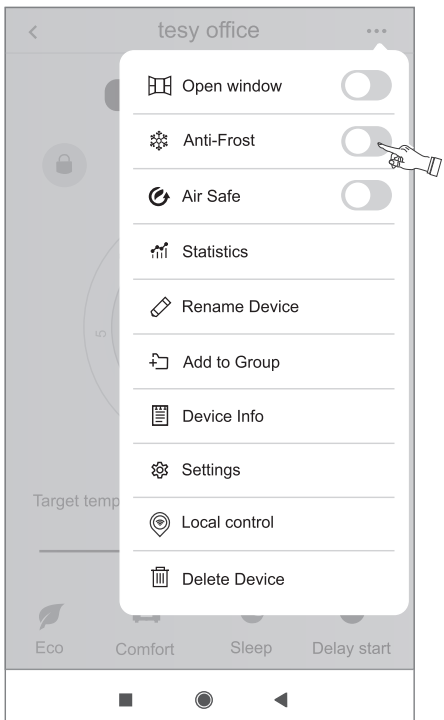 tesy office
Open window
Anti-Frost
Air Safe
Statistics
Rename Device
Add to Group
Device Info
Settings
Local control
Delete Device
5
Target temp
Eco
Comfort
Sleep
Delay start